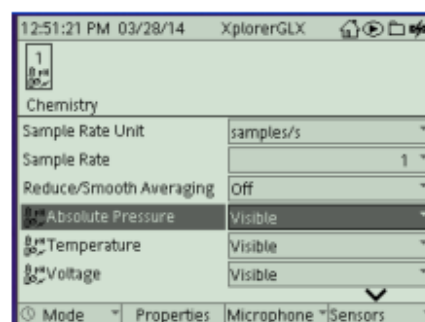 12:51:21 PM 03/28/14 XplorerGLX
1
Chemistry
Sample Rate Unit samples/s
Sample Rate 1
Reduce/Smooth Averaging Off
Absolute Pressure Visible
Temperature Visible
Voltage Visible
Mode Properties Microphone Sensors